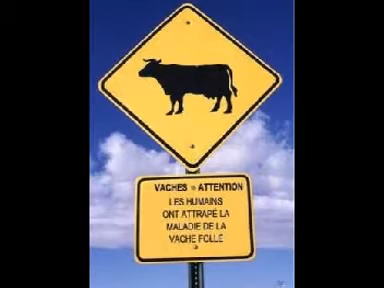 VACHES - ATTENTION
LES HUMAINS
ONT ATTRAPÉ LA
MALADIE DE LA
VACHE FOLLE